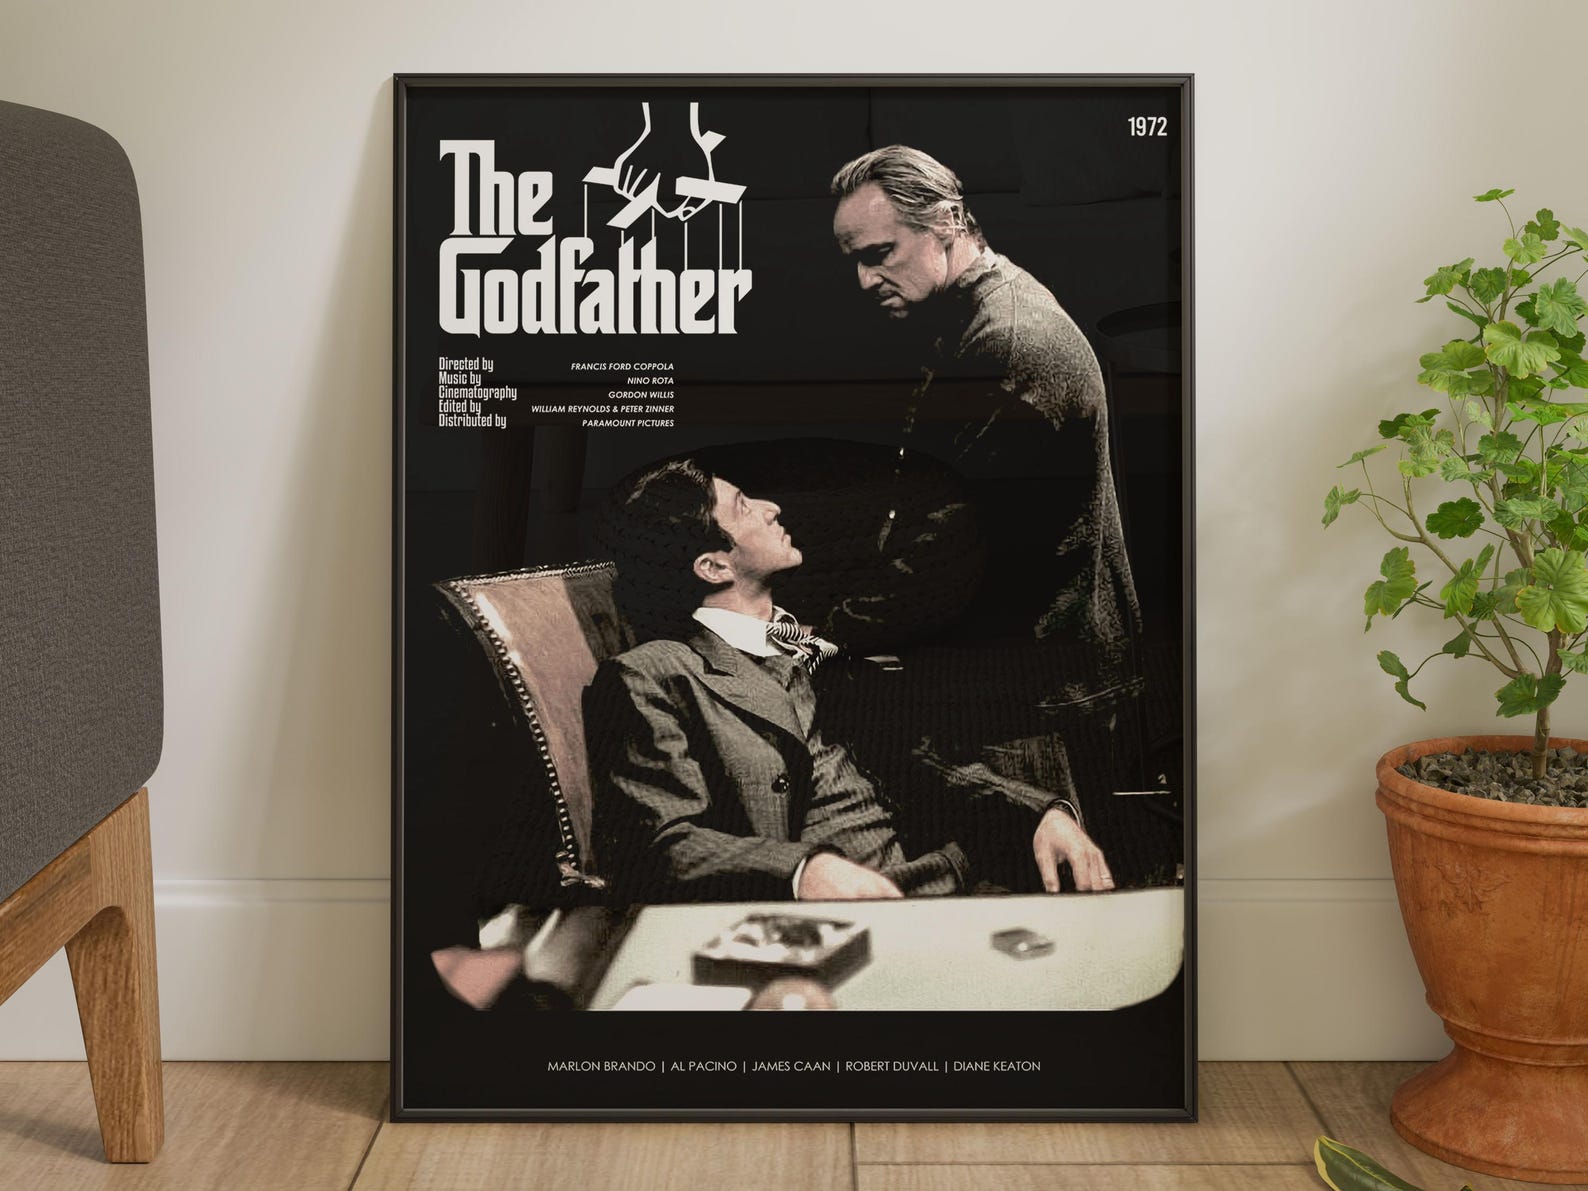 1972
The
Godfather
Directed by FRANCIS FORD COPPOLA
Music by NINO ROTA
Cinematography GORDON WILLIS
Edited by WILLIAM REYNOLDS & PETER ZINNER
Distributed by PARAMOUNT PICTURES
MARLON BRANDO | AL PACINO | JAMES CAAN | ROBERT DUVALL | DIANE KEATON